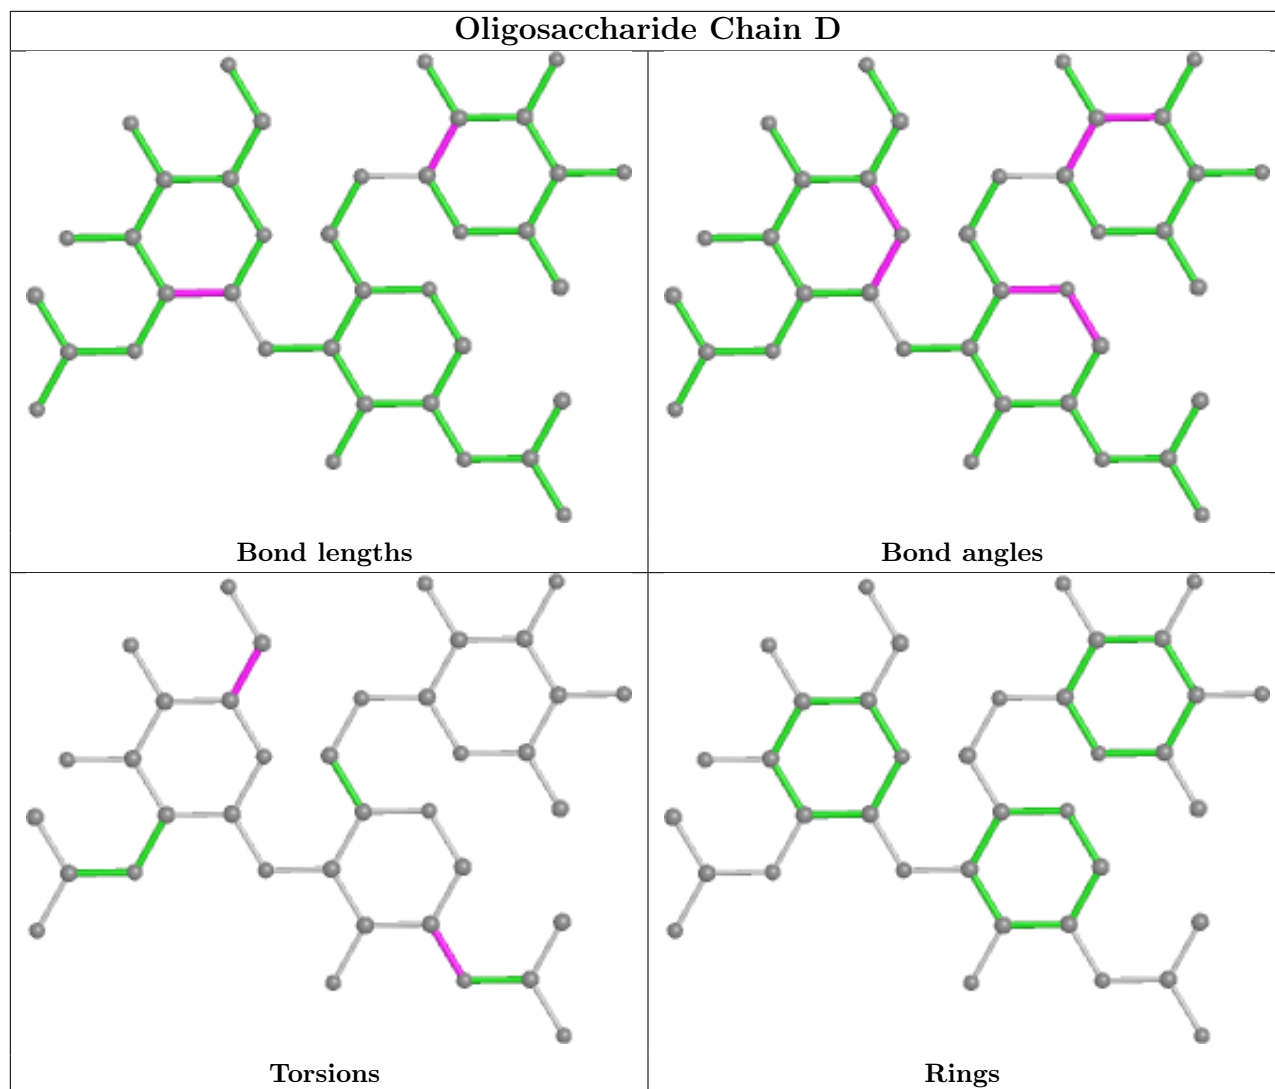 Oligosaccharide Chain D
Bond lengths
Bond angles
Torsions
Rings